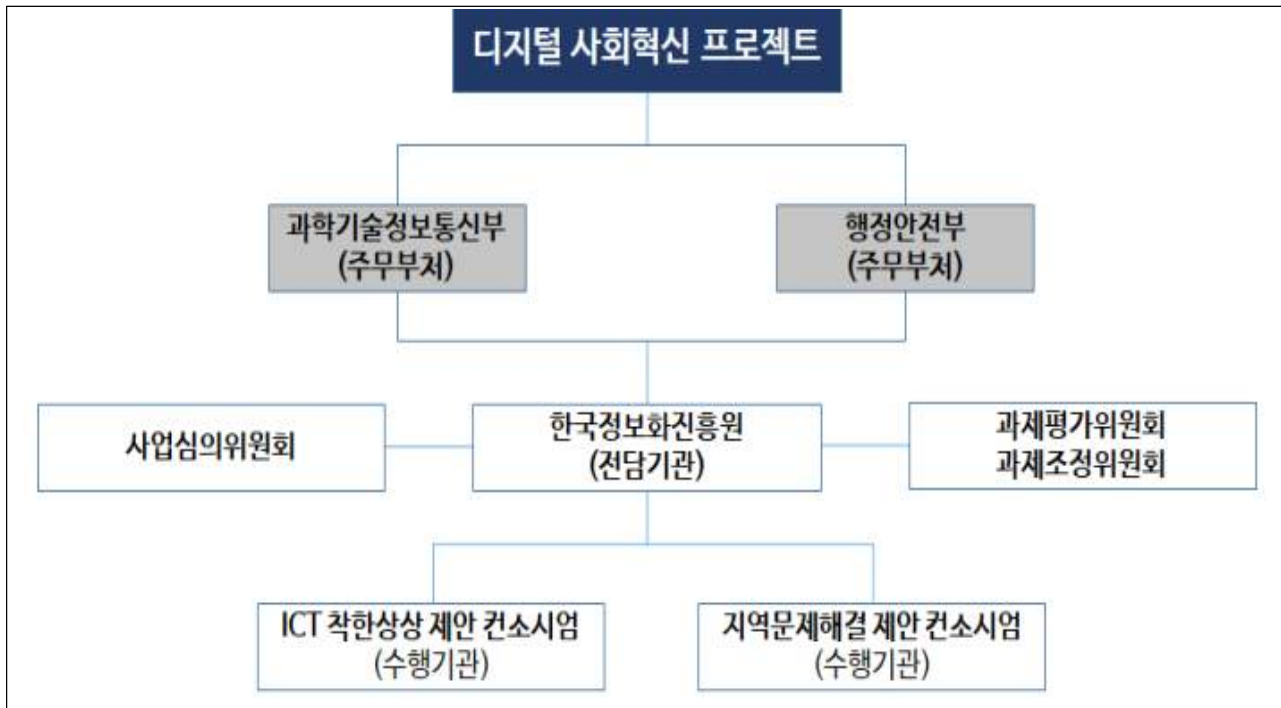 디지털 사회혁신 프로젝트
과학기술정보통신부
(주무부처)
행정안전부
(주무부처)
사업심의위원회
한국정보화진흥원
(전담기관)
과제평가위원회
과제조정위원회
ICT 착한상상 제안 컨소시엄
(수행기관)
지역문제해결 제안 컨소시엄
(수행기관)